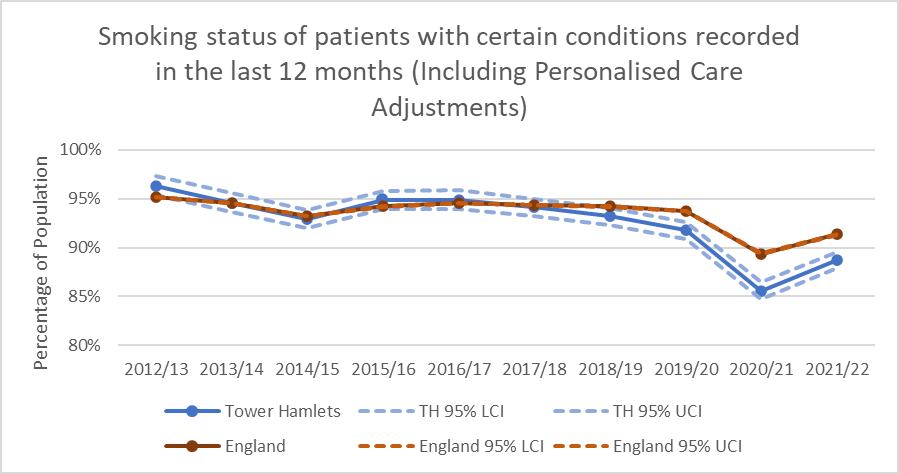 Smoking status of patients with certain conditions recorded
in the last 12 months (Including Personalised Care
Adjustments)
Percentage of Population
100%
95%
90%
85%
80%
2012/13 2013/14 2014/15 2015/16 2016/17 2017/18 2018/19 2019/20 2020/21 2021/22
Tower Hamlets TH 95% LCI TH 95% UCI
England England 95% LCI England 95% UCI